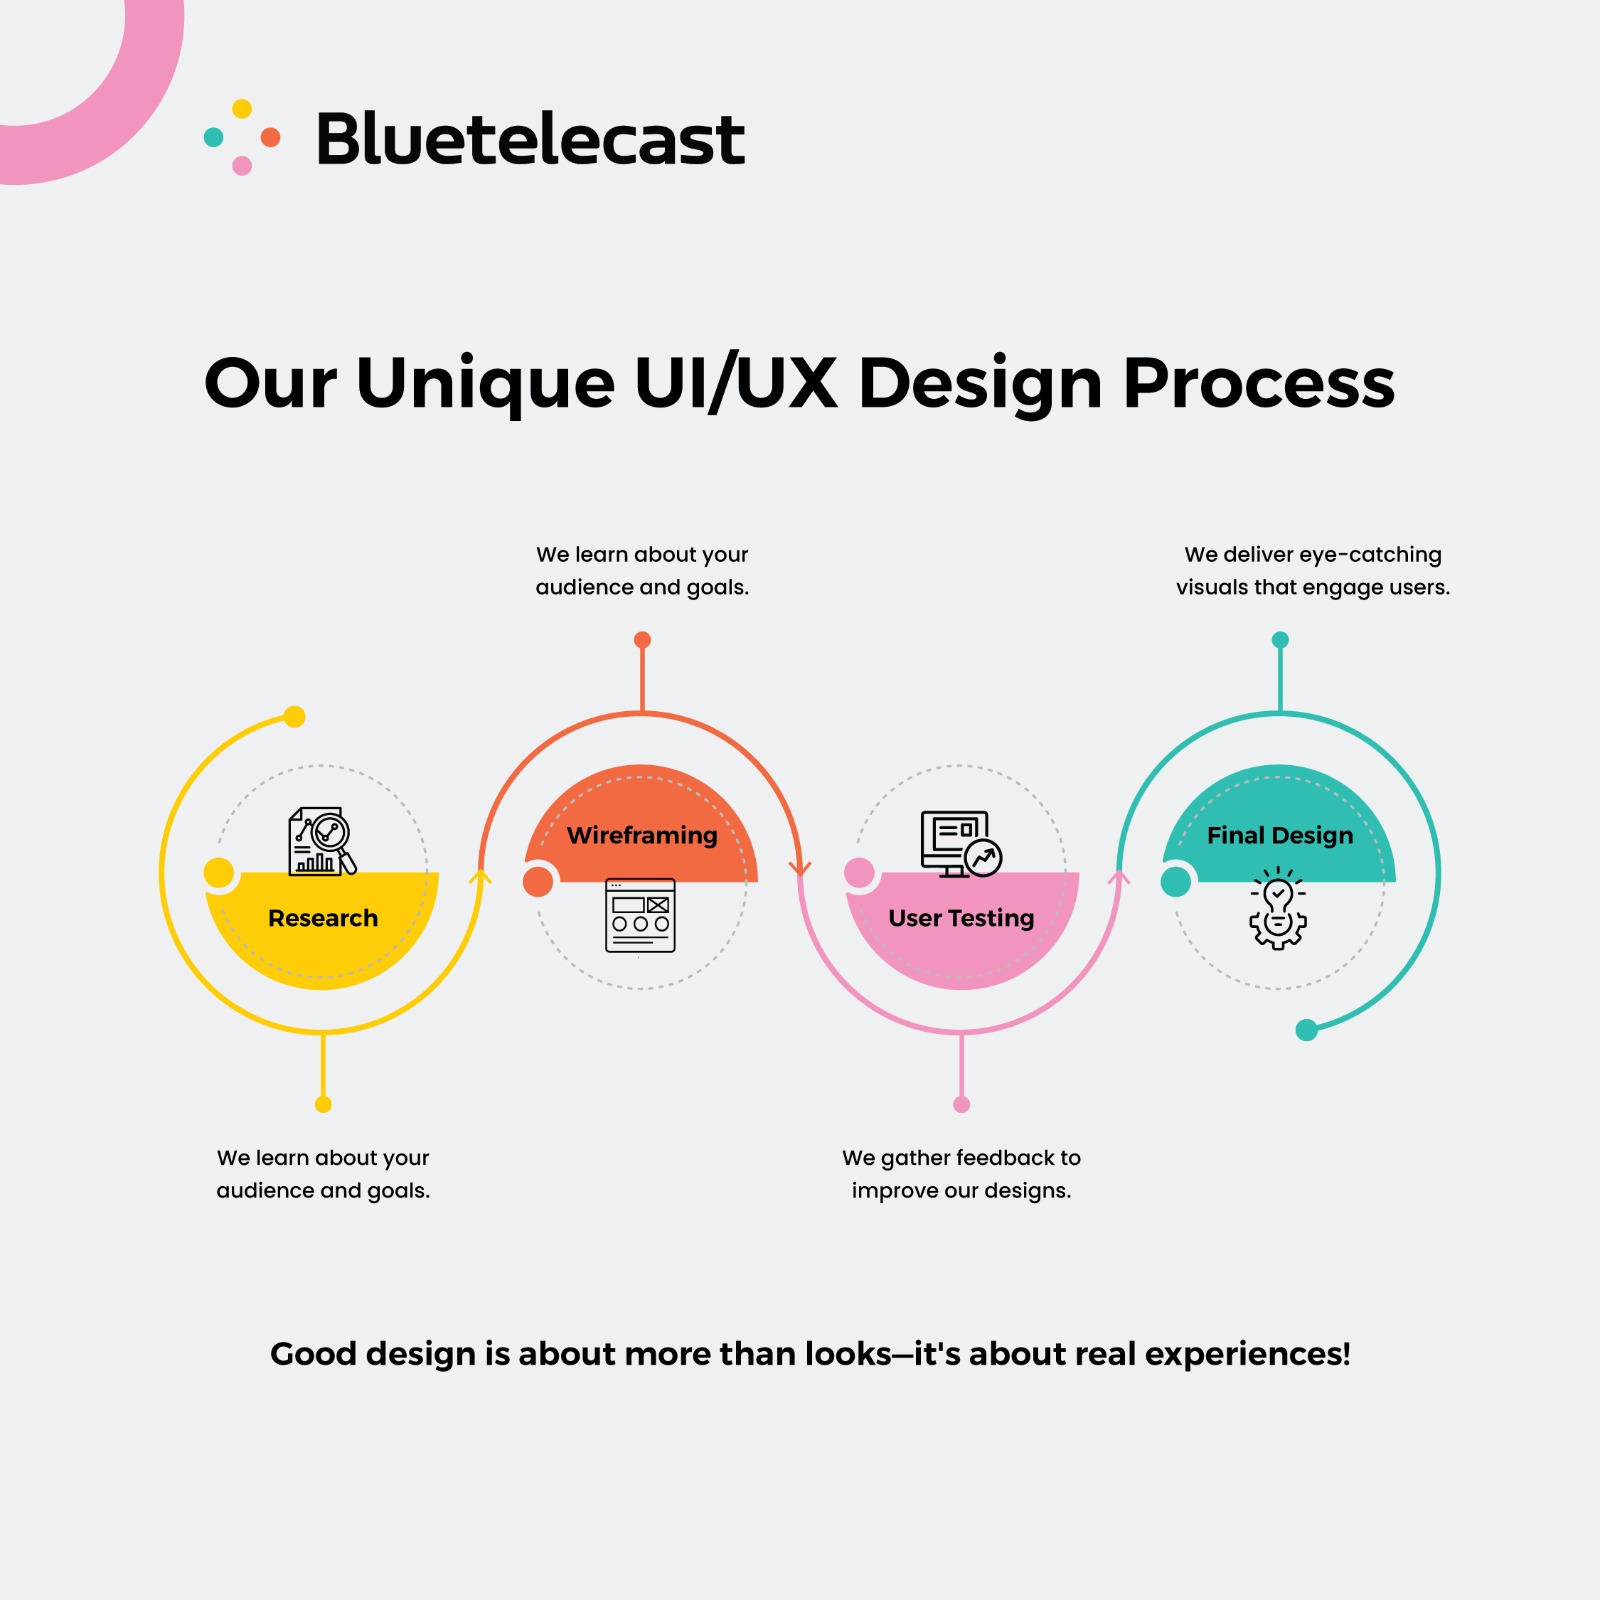 Bluetelecast
Our Unique UI/UX Design Process
We learn about your
audience and goals.
We deliver eye-catching
visuals that engage users.
Wireframing
Final Design
Research
User Testing
We learn about your
audience and goals.
We gather feedback to
improve our designs.
Good design is about more than looks—it's about real experiences!